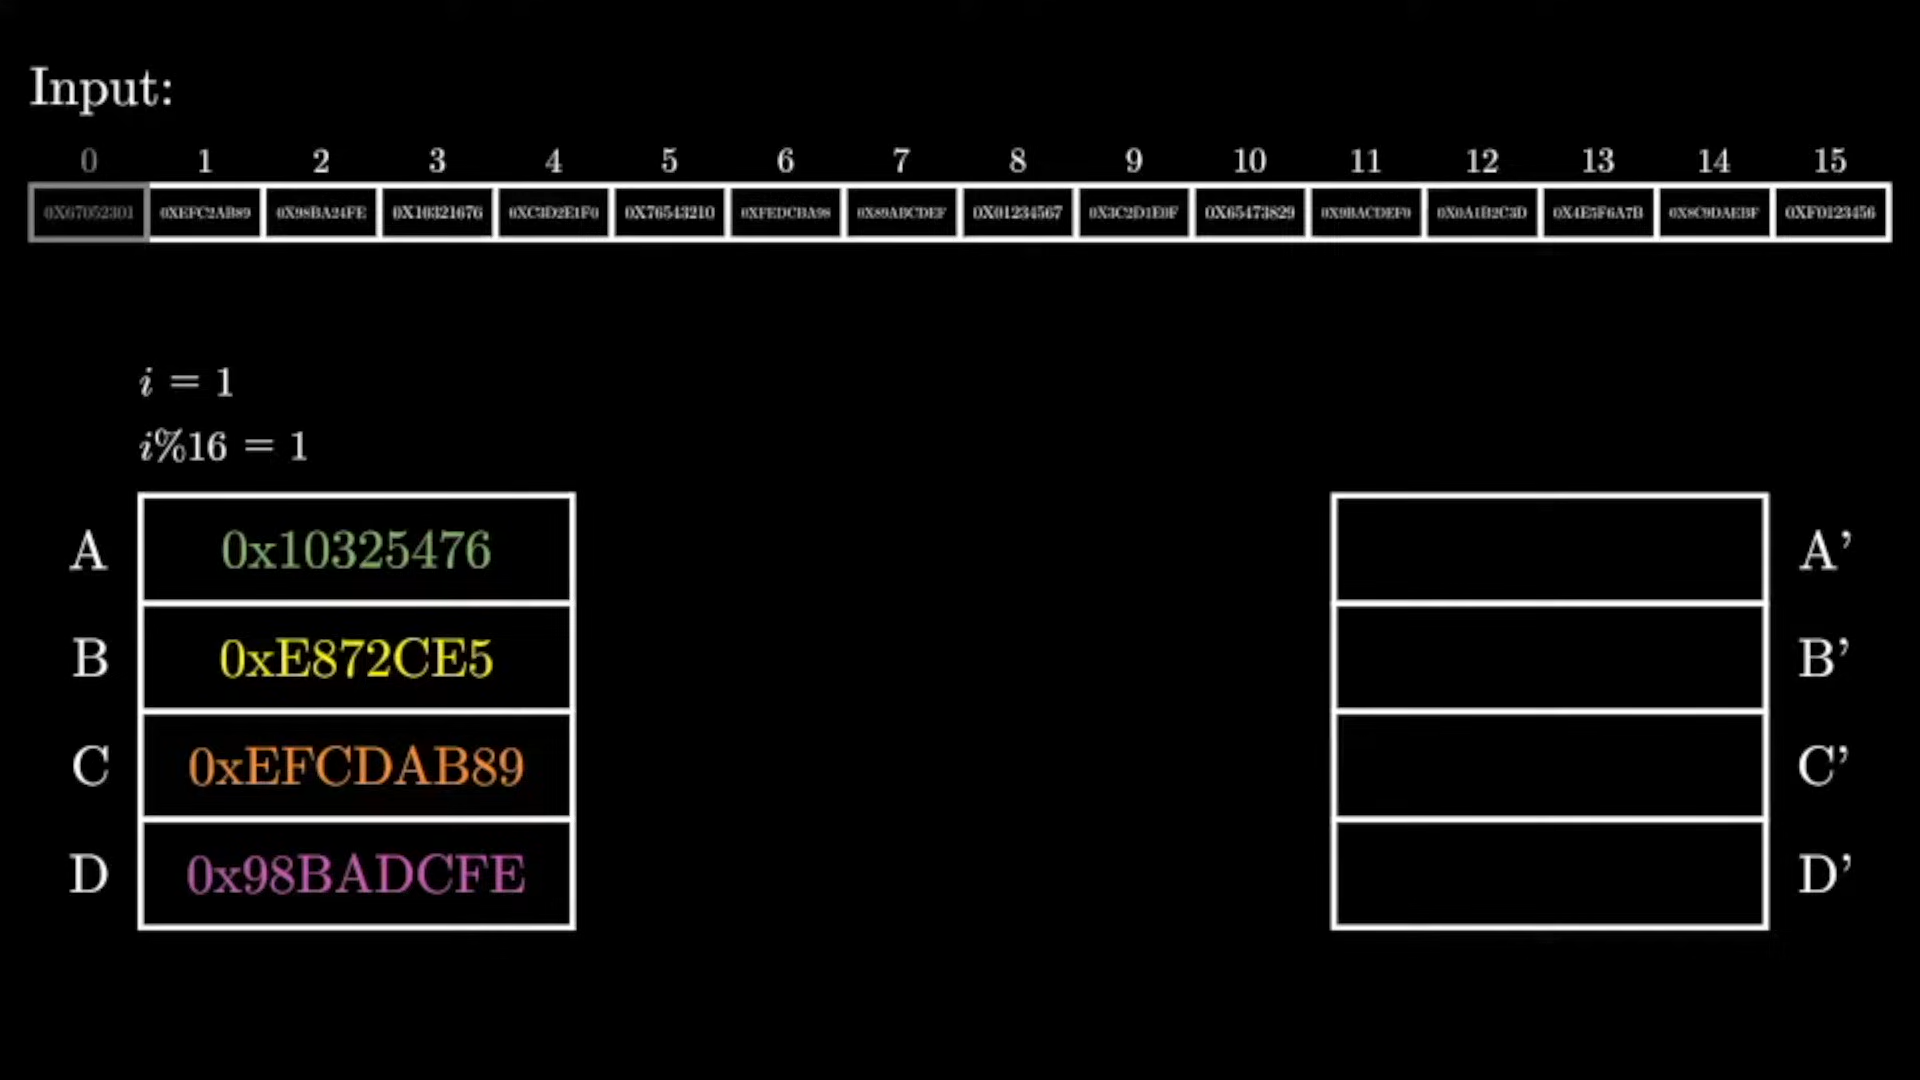 Input:
0 1 2 3 4 5 6 7 8 9 10 11 12 13 14 15
0X67052301 0XEFC2AB89 0X98BA24FE 0X10321676 0XC3D2E1F0 0X76543210 0XFEDCBA98 0X89ABCDEF 0X01234567 0X3C2D1E0F 0X65473829 0X9BACDEF0 0X0A1B2C3D 0X4E5F6A7B 0X8C9DAEBF 0XF0123456
i = 1
i%16 = 1
A 0x10325476 A’
B 0xE872CE5 B’
C 0xEFCDAB89 C’
D 0x98BADCFE D’